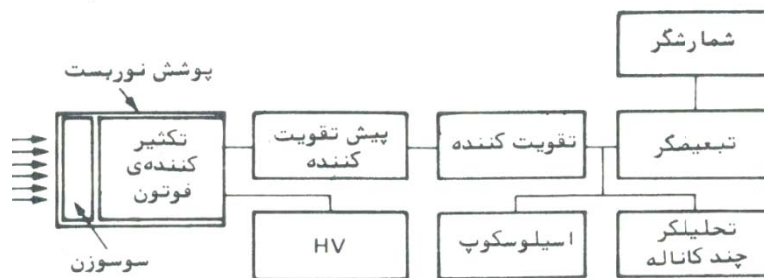 شمارشگر
پوشش نوربست
تکثیر
کننده‌ی
فوتون
پیش تقویت
کننده
تقویت کننده
تبعیضگر
سوسوزن
HV
اسیلوسکوپ
تحلیلگر
چند کاناله